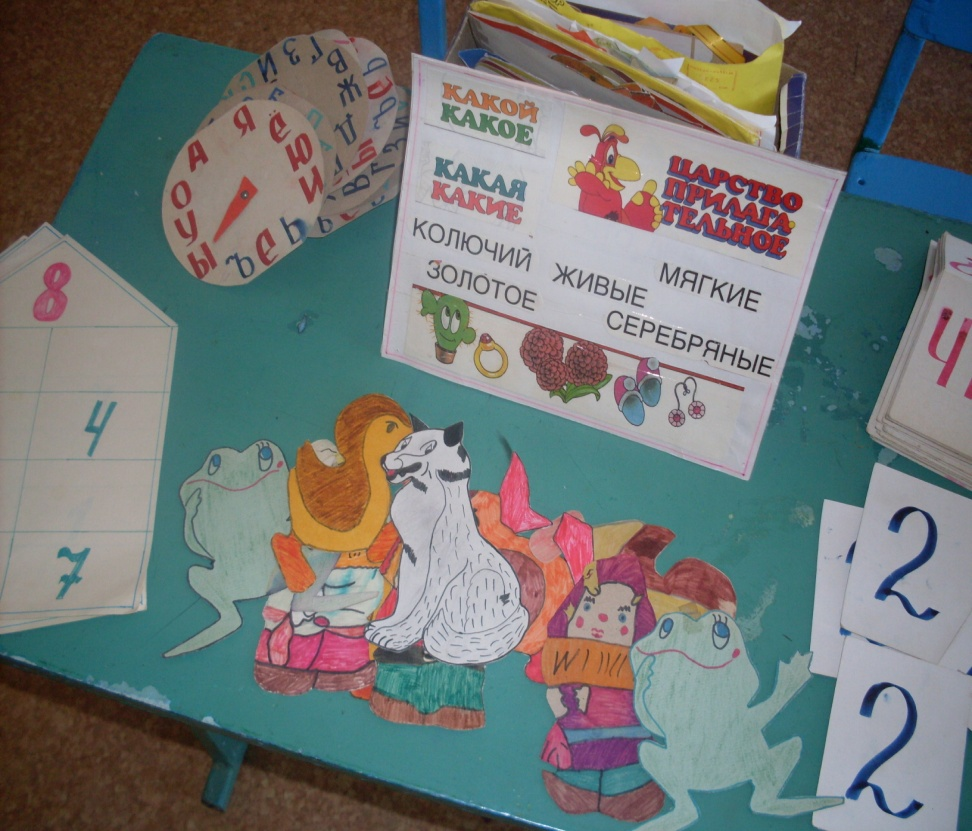 КАКОЙ
КАКОЕ
КАКАЯ
КАКИЕ
ЦАРСТВО
ПРИЛАГА-
ТЕЛЬНОЕ
КОЛЮЧИЙ
ЖИВЫЕ
МЯГКИЕ
ЗОЛОТОЕ
СЕРЕБРЯНЫЕ
Я Ё Ю И Е Ь Ъ Ы У О А
8
4
7
2
2